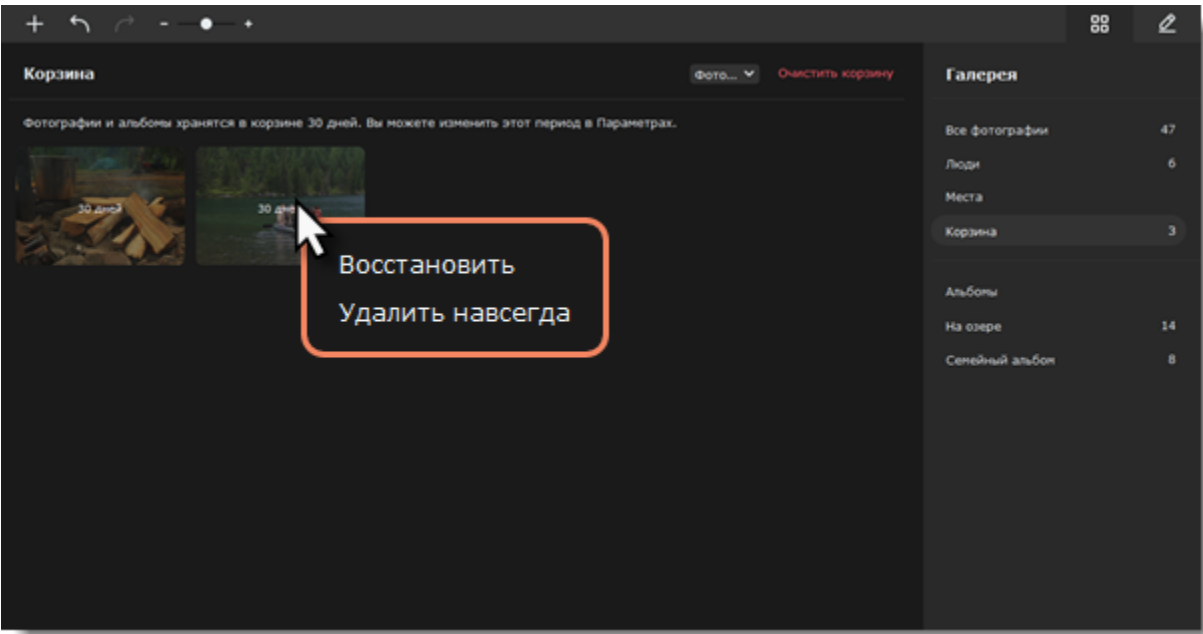 Корзина
Фото...
Очистить корзину
Фотографии и альбомы хранятся в корзине 30 дней. Вы можете изменить этот период в Параметрах.
30 дней
30
Восстановить
Удалить навсегда
Галерея
Все фотографии 47
Люди 6
Места
Корзина 3
Альбомы
На озере 14
Семейный альбом 8